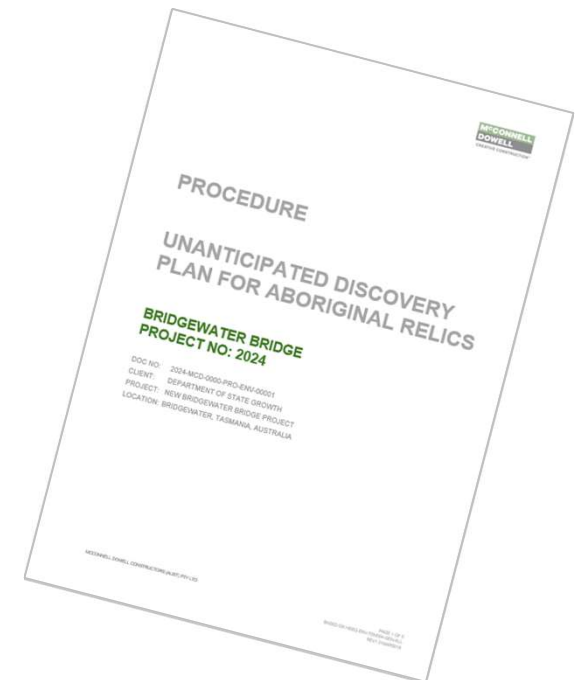 McCONNELL
DOWELL
CREATIVE CONSTRUCTION
PROCEDURE
UNANTICIPATED DISCOVERY
PLAN FOR ABORIGINAL RELICS
BRIDGEWATER BRIDGE
PROJECT NO: 2024
DOC NO: 2024-MCD-0000-PRO-ENV-00001
CLIENT: DEPARTMENT OF STATE GROWTH
PROJECT: NEW BRIDGEWATER BRIDGE PROJECT
LOCATION: BRIDGEWATER, TASMANIA, AUSTRALIA
MCCONNELL DOWELL CONSTRUCTORS (AUST) PTY LTD